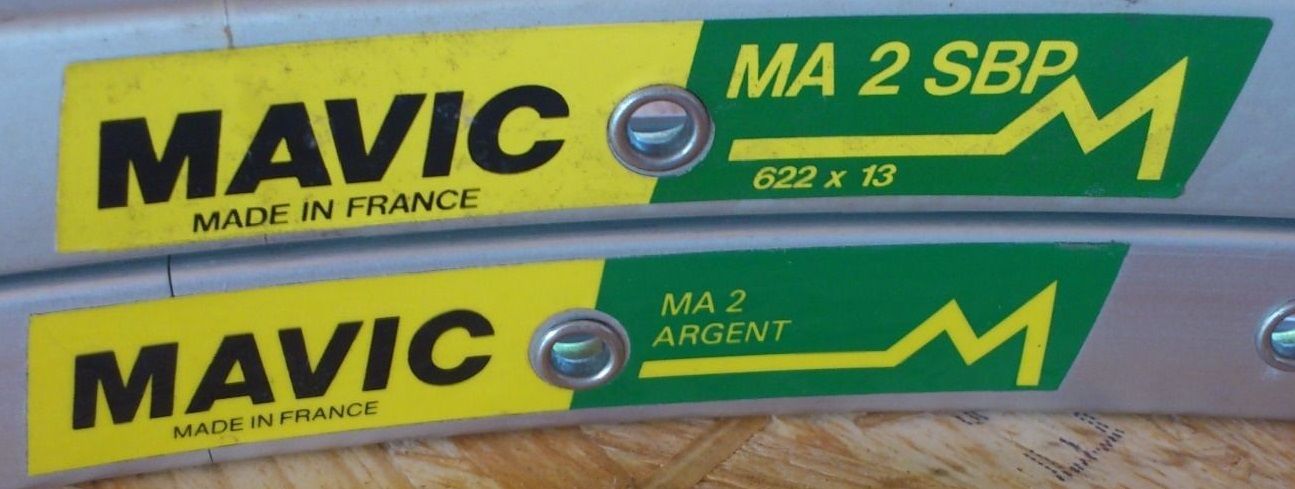 MAVIC
MADE IN FRANCE
MA 2 SBP
622 x 13
MAVIC
MADE IN FRANCE
MA 2
ARGENT